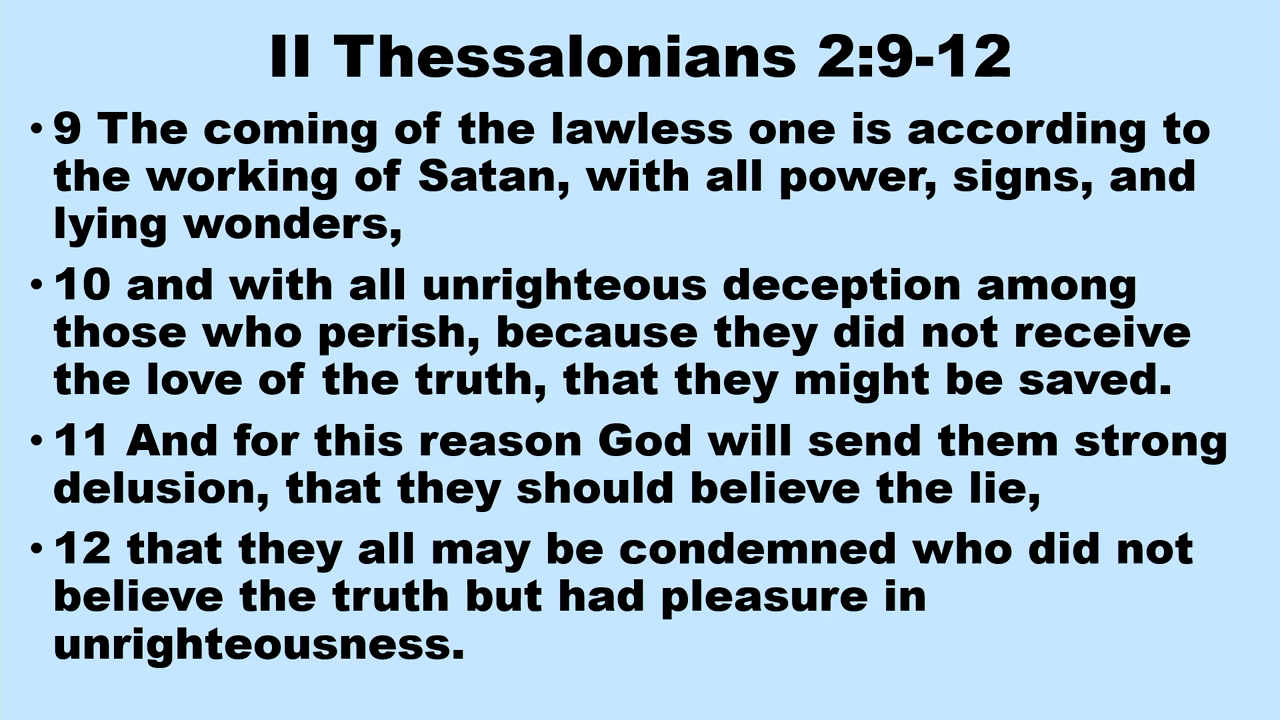 II Thessalonians 2:9-12
• 9 The coming of the lawless one is according to
the working of Satan, with all power, signs, and
lying wonders,
• 10 and with all unrighteous deception among
those who perish, because they did not receive
the love of the truth, that they might be saved.
• 11 And for this reason God will send them strong
delusion, that they should believe the lie,
• 12 that they all may be condemned who did not
believe the truth but had pleasure in
unrighteousness.